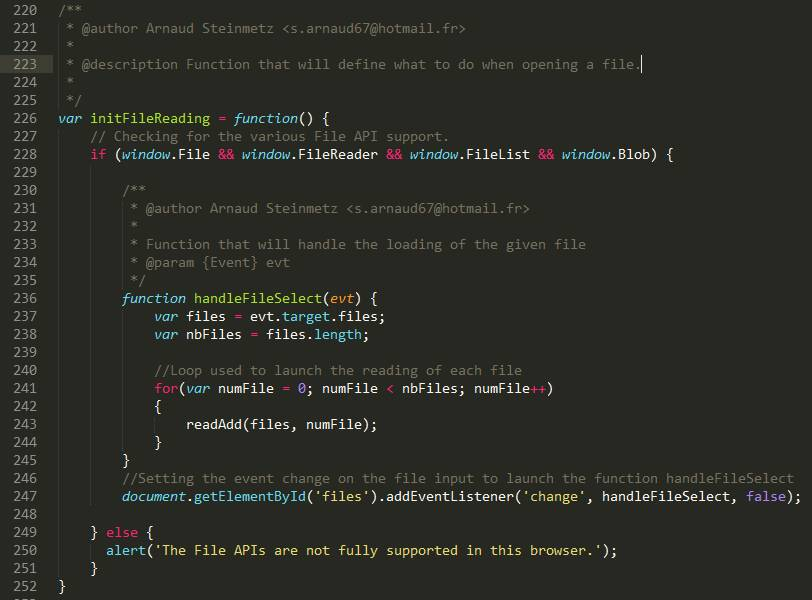 220 /**
221  * @author Arnaud Steinmetz <s.arnaud67@hotmail.fr>
222  *
223  * @description Function that will define what to do when opening a file.
224  *
225  */
226 var initFileReading = function() {
227     // Checking for the various File API support.
228     if (window.File && window.FileReader && window.FileList && window.Blob) {
229
230         /**
231          * @author Arnaud Steinmetz <s.arnaud67@hotmail.fr>
232          *
233          * Function that will handle the loading of the given file
234          * @param {Event} evt
235          */
236         function handleFileSelect(evt) {
237             var files = evt.target.files;
238             var nbFiles = files.length;
239
240             //Loop used to launch the reading of each file
241             for(var numFile = 0; numFile < nbFiles; numFile++)
242             {
243                 readAdd(files, numFile);
244             }
245         }
246         //Setting the event change on the file input to launch the function handleFileSelect
247         document.getElementById('files').addEventListener('change', handleFileSelect, false);
248
249     } else {
250       alert('The File APIs are not fully supported in this browser.');
251     }
252 }